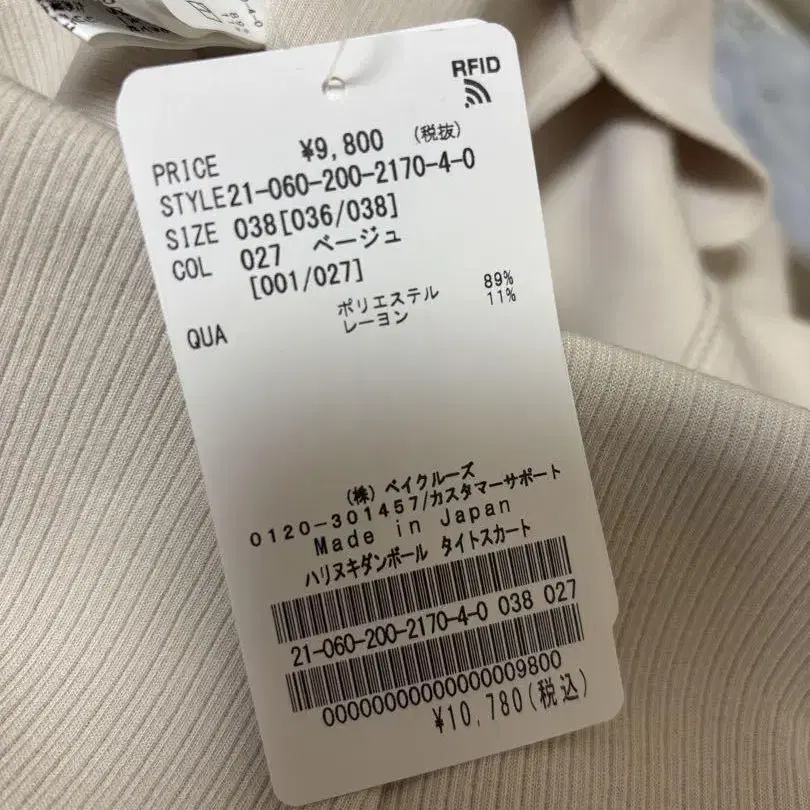 RFID
PRICE ¥9,800 (税抜)
STYLE21-060-200-2170-4-0
SIZE 038[036/038]
COL 027 ベージュ
[001/027]
QUA ポリエステル 89%
レーヨン 11%
(株) ベイクルーズ
0120-301457/カスタマーサポート
Made in Japan
ハリヌキダンボール タイトスカート
21-060-200-2170-4-0 038 027
00000000000000009800
¥10,780(税込)